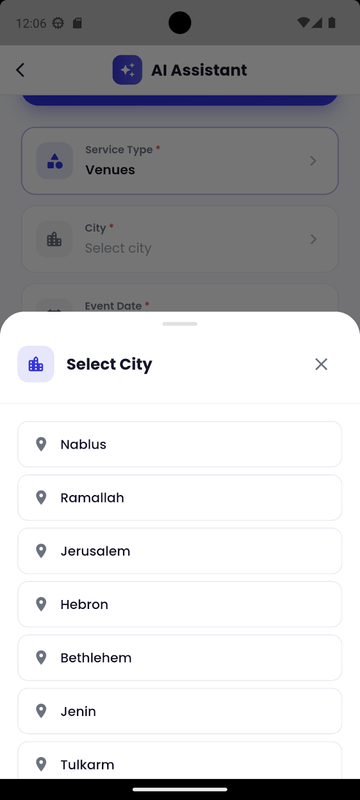 12:06
AI Assistant
Service Type *
Venues
City *
Select city
Event Date *
Select City
Nablus
Ramallah
Jerusalem
Hebron
Bethlehem
Jenin
Tulkarm